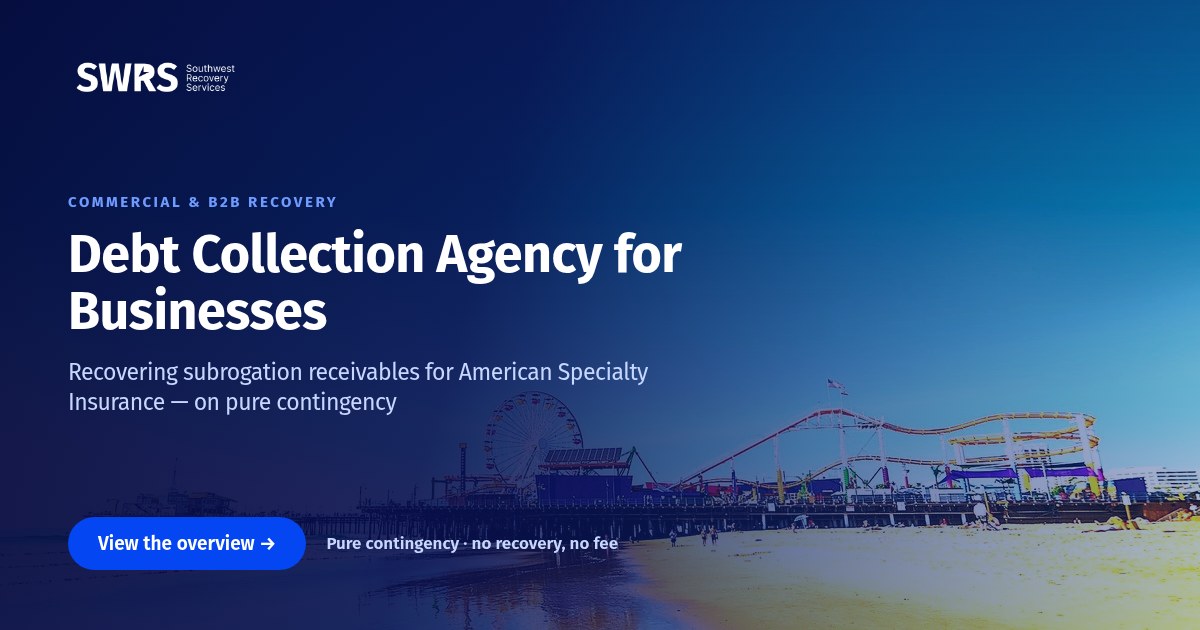 SWRS Southwest
Recovery
Services
COMMERCIAL & B2B RECOVERY
Debt Collection Agency for
Businesses
Recovering subrogation receivables for American Specialty
Insurance — on pure contingency
View the overview →
Pure contingency · no recovery, no fee